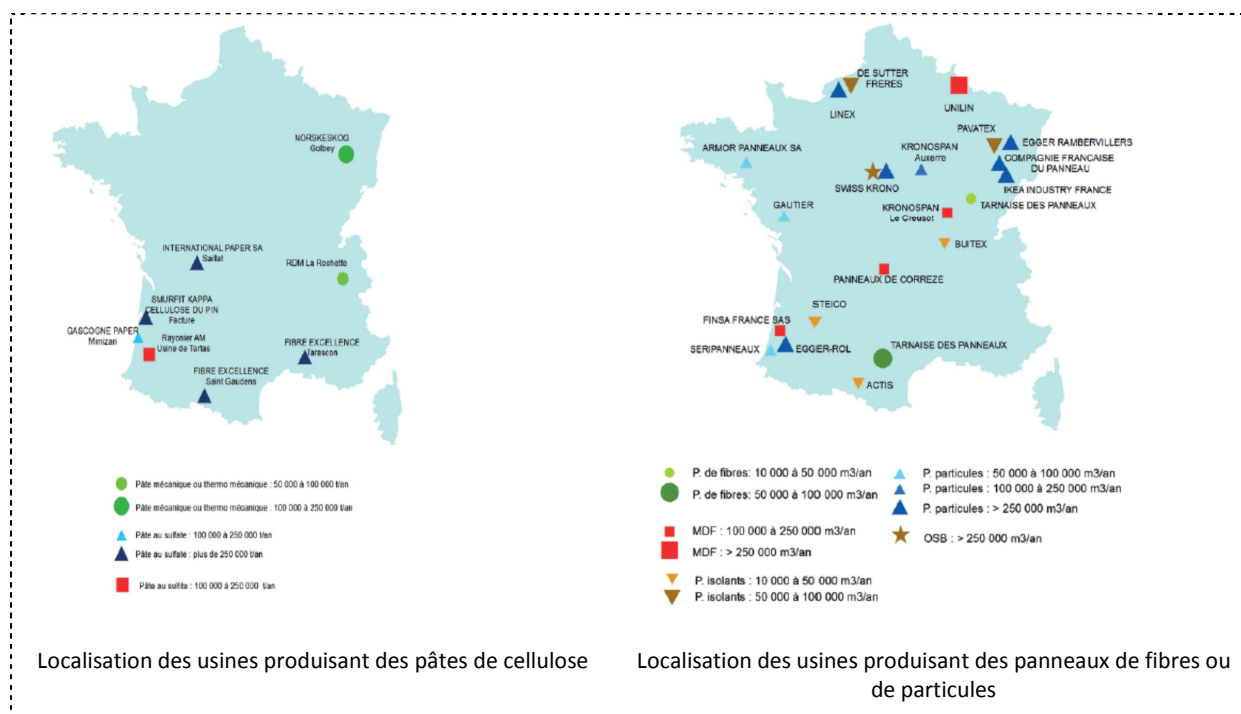 NORSKESKOG
Golbey
INTERNATIONAL PAPER SA
Saillat
RDM La Rochette
SMURFIT KAPPA
CELLULOSE DU PIN
Facture
GASCOGNE PAPER
Mimizan
Rayonier AM
Usine de Tartas
FIBRE EXCELLENCE
Tarascon
FIBRE EXCELLENCE
Saint Gaudens
Pâte mécanique ou thermo mécanique : 50 000 à 100 000 t/an
Pâte mécanique ou thermo mécanique : 100 000 à 250 000 t/an
Pâte au sulfate : 100 000 à 250 000 t/an
Pâte au sulfate : plus de 250 000 t/an
Pâte au sulfite : 100 000 à 250 000 t/an
Localisation des usines produisant des pâtes de cellulose
DE SUTTER
FRERES
LINEX
UNILIN
PAVATEX
EGGER RAMBERVILLERS
ARMOR PANNEAUX SA
KRONOSPAN
Auxerre
COMPAGNIE FRANCAISE
DU PANNEAU
SWISS KRONO
IKEA INDUSTRY FRANCE
GAUTIER
KRONOSPAN
Le Creusot
TARNAISE DES PANNEAUX
BUITEX
PANNEAUX DE CORREZE
STEICO
FINSA FRANCE SAS
SERIPANNEAUX
EGGER-ROL
TARNAISE DES PANNEAUX
ACTIS
P. de fibres: 10 000 à 50 000 m3/an
P. de fibres: 50 000 à 100 000 m3/an
MDF : 100 000 à 250 000 m3/an
MDF : > 250 000 m3/an
P. isolants : 10 000 à 50 000 m3/an
P. isolants : 50 000 à 100 000 m3/an
P. particules : 50 000 à 100 000 m3/an
P. particules : 100 000 à 250 000 m3/an
P. particules : > 250 000 m3/an
OSB : > 250 000 m3/an
Localisation des usines produisant des panneaux de fibres ou
de particules